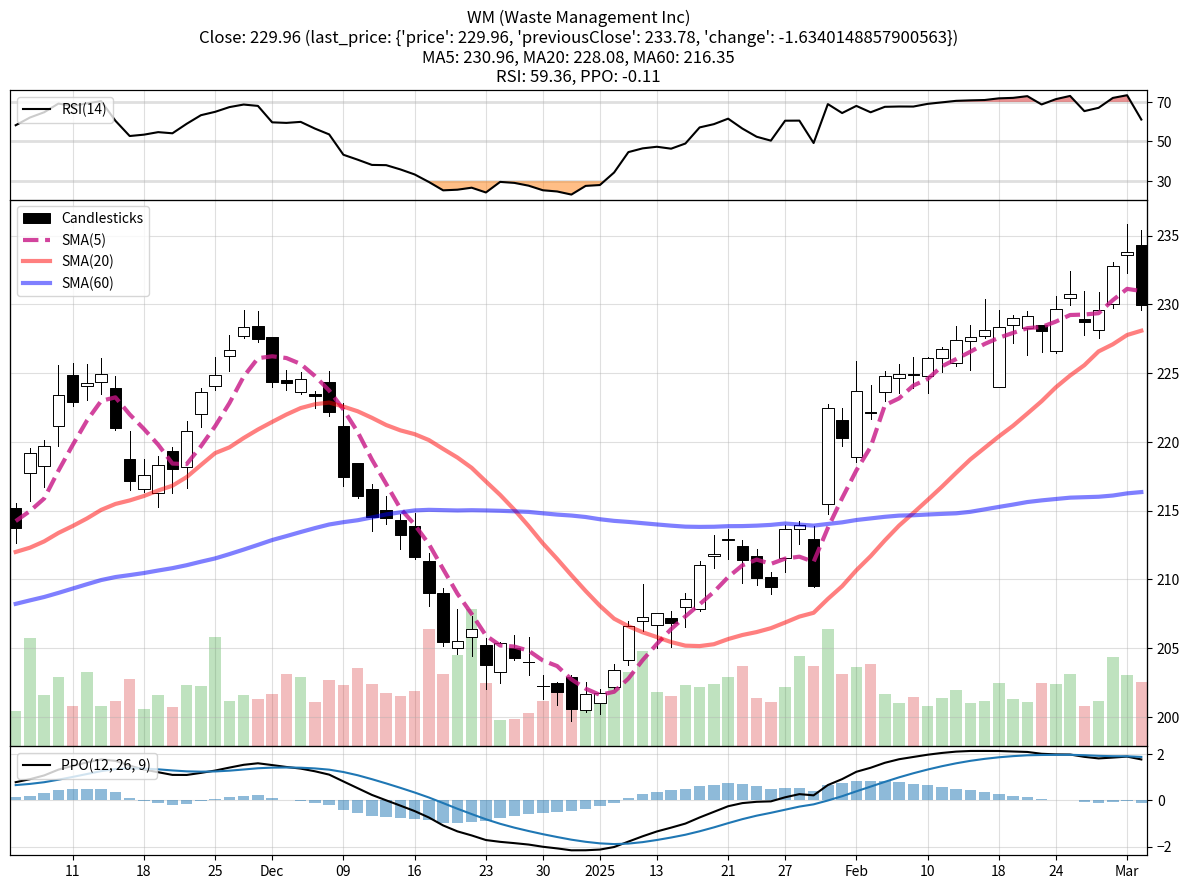 WM (Waste Management Inc)
Close: 229.96 (last_price: {'price': 229.96, 'previousClose': 233.78, 'change': -1.6340148857900563})
MA5: 230.96, MA20: 228.08, MA60: 216.35
RSI: 59.36, PPO: -0.11
RSI(14)
70
50
30
Candlesticks
SMA(5)
SMA(20)
SMA(60)
235
230
225
220
215
210
205
200
PPO(12, 26, 9)
2
0
−2
11 18 25 Dec 09 16 23 30 2025 13 21 27 Feb 10 18 24 Mar